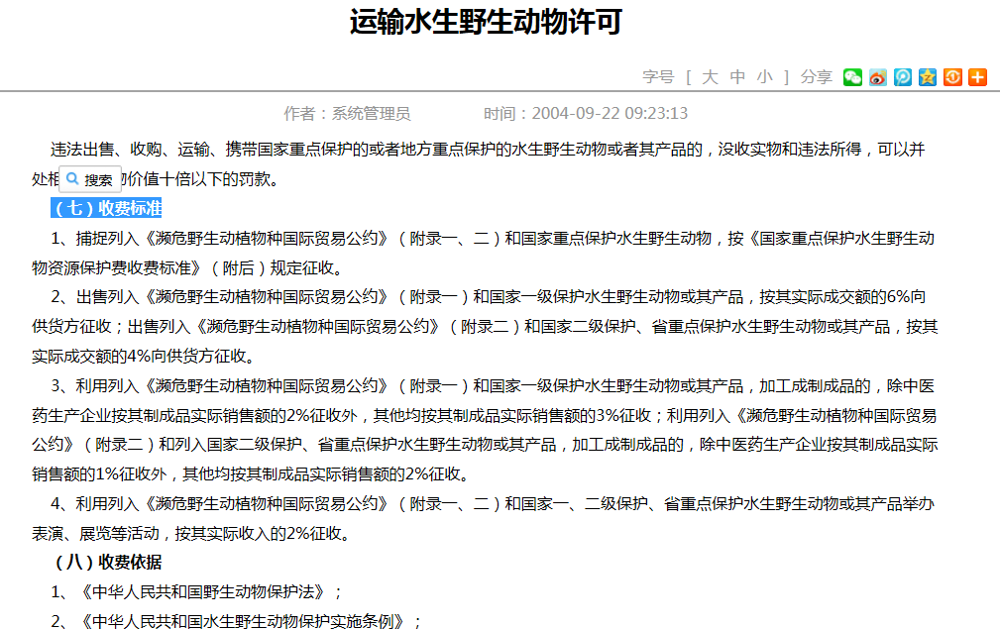 运输水生野生动物许可
字号 [ 大 中 小 ] 分享
作者：系统管理员 时间：2004-09-22 09:23:13
违法出售、收购、运输、携带国家重点保护的或者地方重点保护的水生野生动物或者其产品的，没收实物和违法所得，可以并
处相 搜索 物价值十倍以下的罚款。
（七）收费标准
1、捕捉列入《濒危野生动植物种国际贸易公约》（附录一、二）和国家重点保护水生野生动物，按《国家重点保护水生野生动
物资源保护费收费标准》（附后）规定征收。
2、出售列入《濒危野生动植物种国际贸易公约》（附录一）和国家一级保护水生野生动物或其产品，按其实际成交额的6%向
供货方征收；出售列入《濒危野生动植物种国际贸易公约》（附录二）和国家二级保护、省重点保护水生野生动物或其产品，按其
实际成交额的4%向供货方征收。
3、利用列入《濒危野生动植物种国际贸易公约》（附录一）和国家一级保护水生野生动物或其产品，加工成制成品的，除中医
药生产企业按其制成品实际销售额的2%征收外，其他均按其制成品实际销售额的3%征收；利用列入《濒危野生动植物种国际贸易
公约》（附录二）和列入国家二级保护、省重点保护水生野生动物或其产品，加工成制成品的，除中医药生产企业按其制成品实际
销售额的1%征收外，其他均按其制成品实际销售额的2%征收。
4、利用列入《濒危野生动植物种国际贸易公约》（附录一、二）和国家一、二级保护、省重点保护水生野生动物或其产品举办
表演、展览等活动，按其实际收入的2%征收。
（八）收费依据
1、《中华人民共和国野生动物保护法》；
2、《中华人民共和国水生野生动物保护实施条例》；